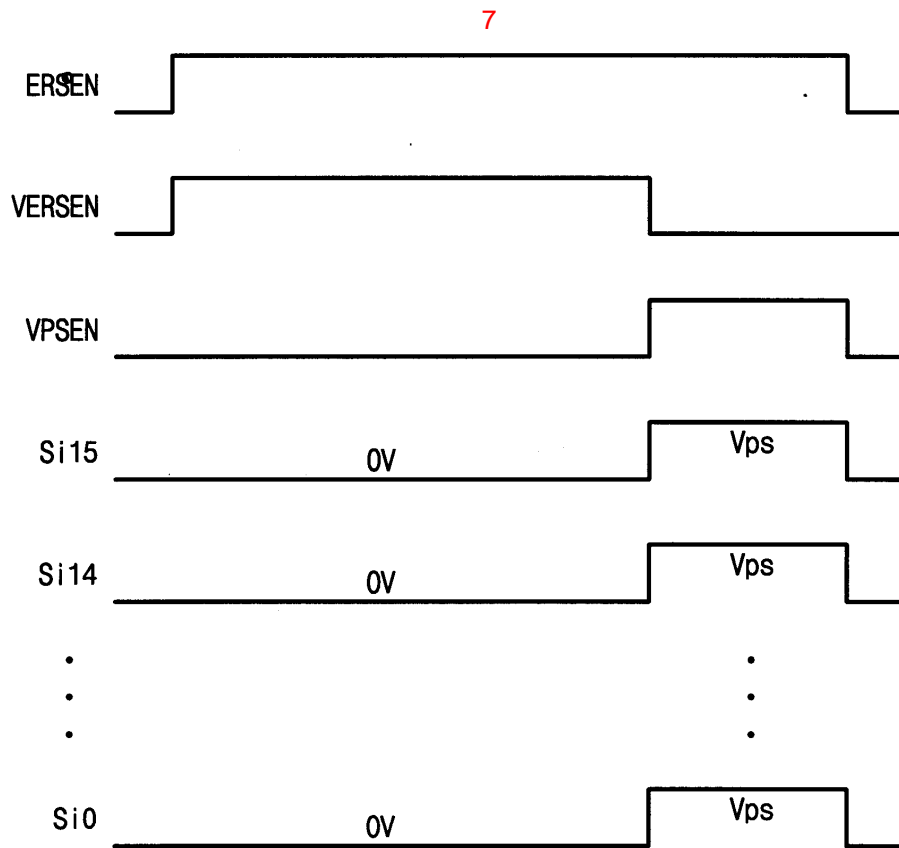 7
ERSEN
VERSEN
VPSEN
Si15 0V Vps
Si14 0V Vps
Si0 0V Vps